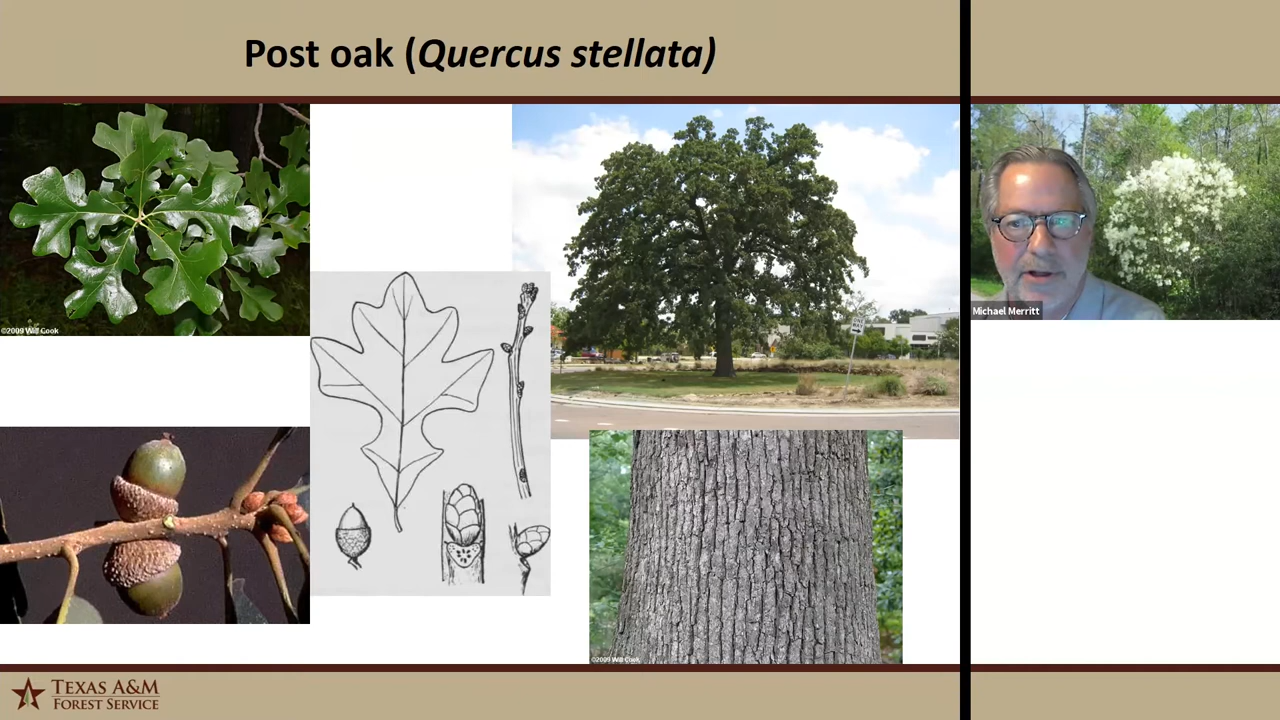 Post oak (Quercus stellata)
©2009 Will Cook
Michael Merritt
©2009 Will Cook
TEXAS A&M
FOREST SERVICE